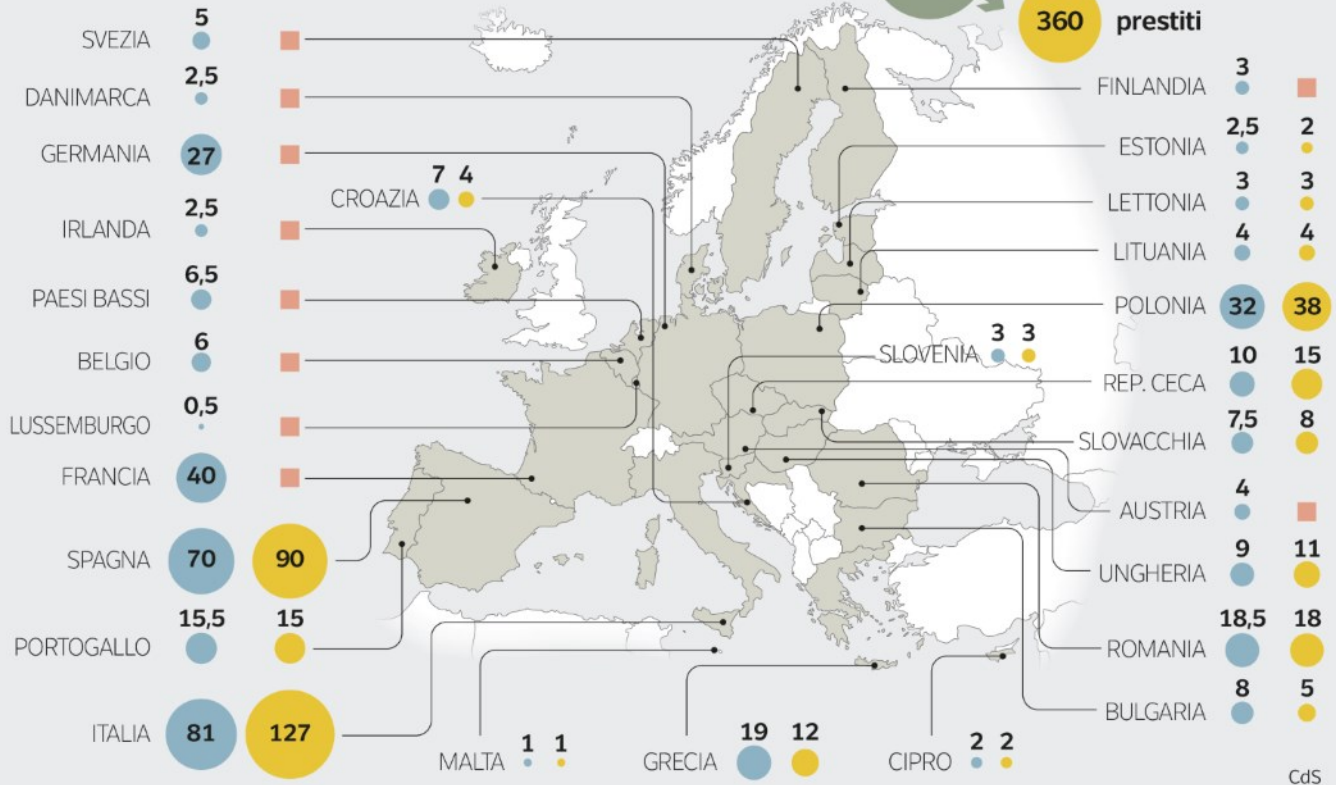 360 prestiti
SVEZIA 5
DANIMARCA 2,5
GERMANIA 27
CROAZIA 7 4
IRLANDA 2,5
PAESI BASSI 6,5
BELGIO 6
LUSSEMBURGO 0,5
FRANCIA 40
SPAGNA 70 90
PORTOGALLO 15,5 15
ITALIA 81 127
MALTA 1 1
GRECIA 19 12
CIPRO 2 2
SLOVENIA 3 3
FINLANDIA 3
ESTONIA 2,5 2
LETTONIA 3 3
LITUANIA 4 4
POLONIA 32 38
REP. CECA 10 15
SLOVACCHIA 7,5 8
AUSTRIA 4
UNGHERIA 9 11
ROMANIA 18,5 18
BULGARIA 8 5
CdS